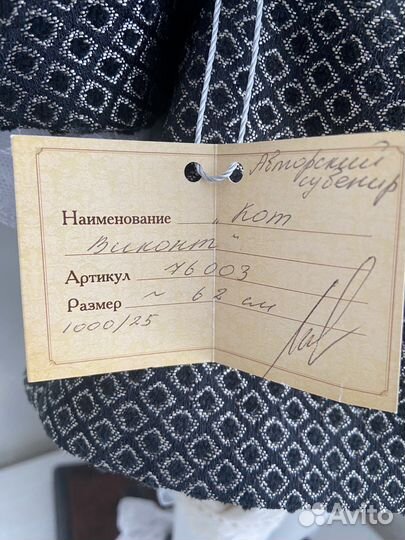 Авторский
сувенир
Наименование „Кот
Виконт"
Артикул 76003
Размер ~ 62 см
1000/25
Avito